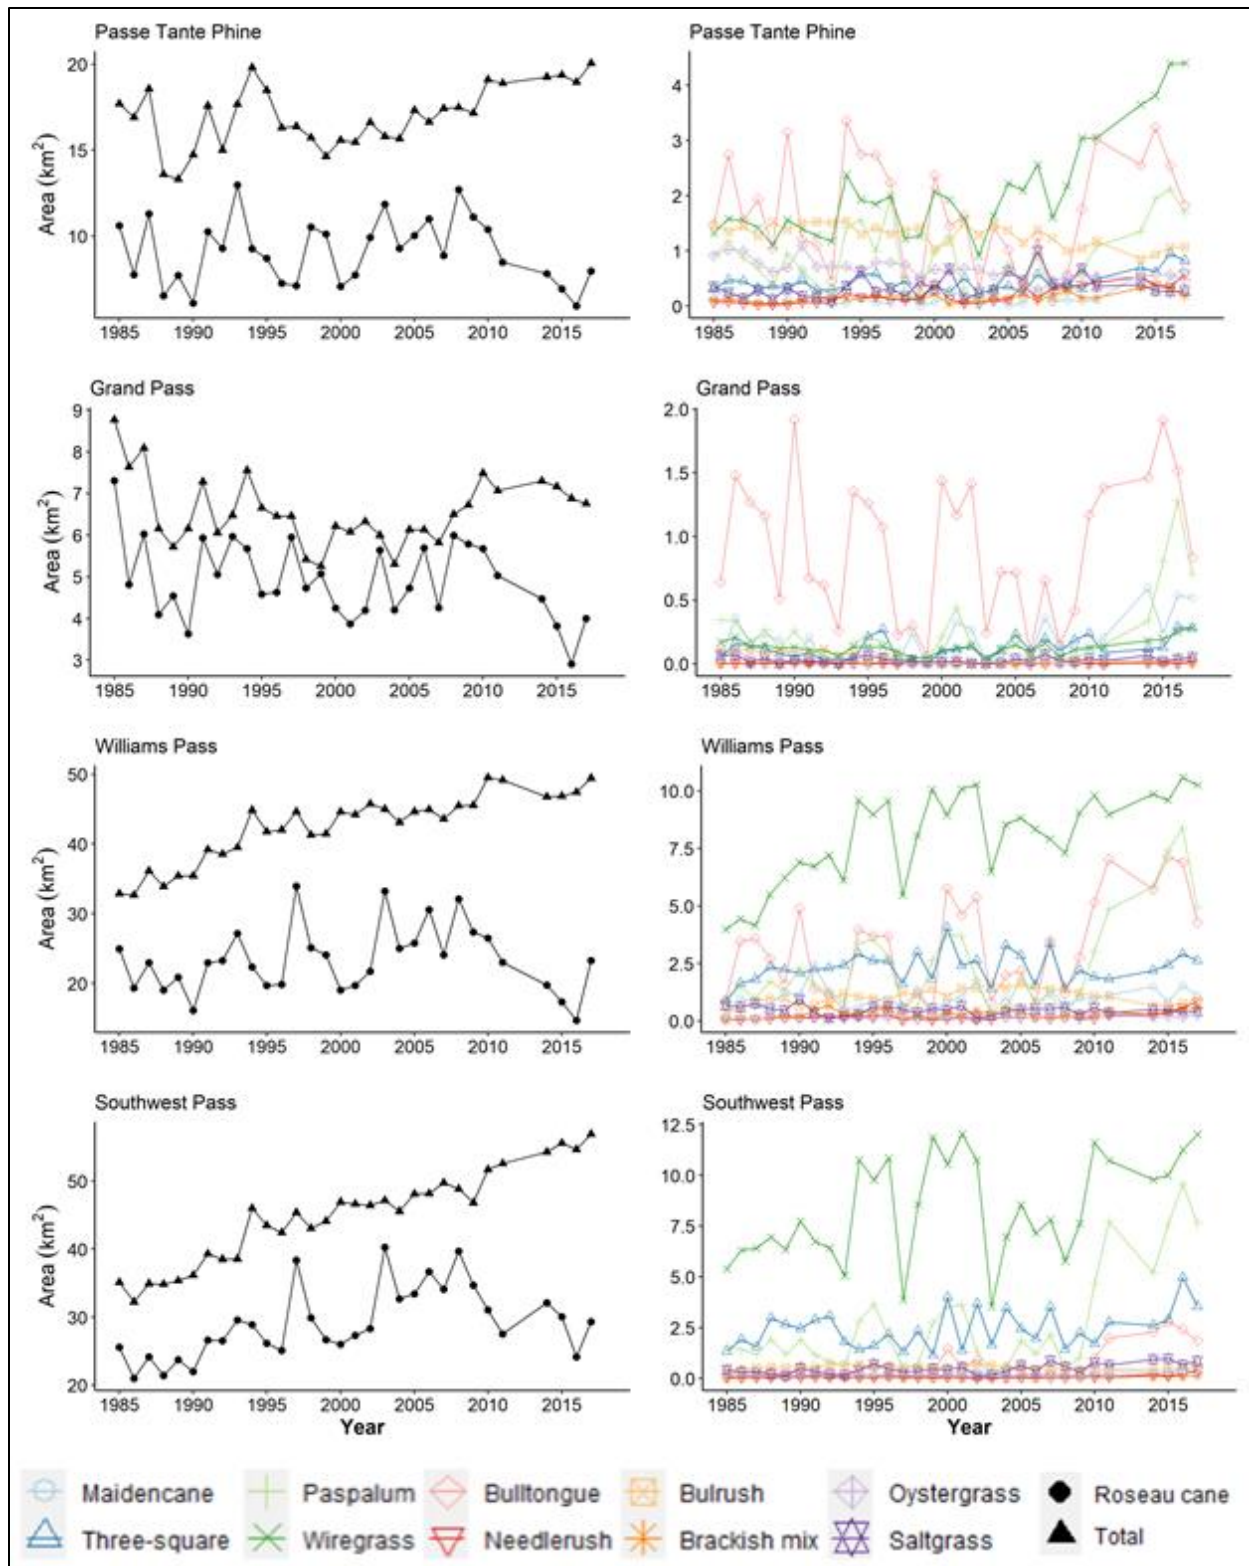 Passe Tante Phine
Passe Tante Phine
20
15
10
Area (km²)
1985 1990 1995 2000 2005 2010 2015
4
3
2
1
0
1985 1990 1995 2000 2005 2010 2015
Grand Pass
Grand Pass
9
8
7
6
5
4
3
Area (km²)
1985 1990 1995 2000 2005 2010 2015
2.0
1.5
1.0
0.5
0.0
1985 1990 1995 2000 2005 2010 2015
Williams Pass
Williams Pass
50
40
30
20
Area (km²)
1985 1990 1995 2000 2005 2010 2015
10.0
7.5
5.0
2.5
0.0
1985 1990 1995 2000 2005 2010 2015
Southwest Pass
Southwest Pass
50
40
30
20
Area (km²)
1985 1990 1995 2000 2005 2010 2015
Year
12.5
10.0
7.5
5.0
2.5
0.0
1985 1990 1995 2000 2005 2010 2015
Year
Maidencane Paspalum Bulltongue Bulrush Oystergrass Roseau cane
Three-square Wiregrass Needlerush Brackish mix Saltgrass Total